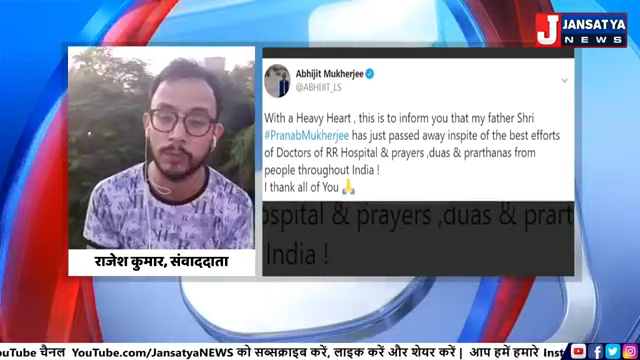 JANSATYA
NEWS
Abhijit Mukherjee
@ABHIJIT_LS
With a Heavy Heart , this is to inform you that my father Shri
#PranabMukherjee has just passed away inspite of the best efforts
of Doctors of RR Hospital & prayers ,duas & prarthanas from
people throughout India !
I thank all of You 🙏
ospital & prayers ,duas & prart
India !
राजेश कुमार, संवाददाता
ouTube चैनल YouTube.com/JansatyaNEWS को सब्सक्राइब करें, लाइक करें और शेयर करें | आप हमें हमारे Inst